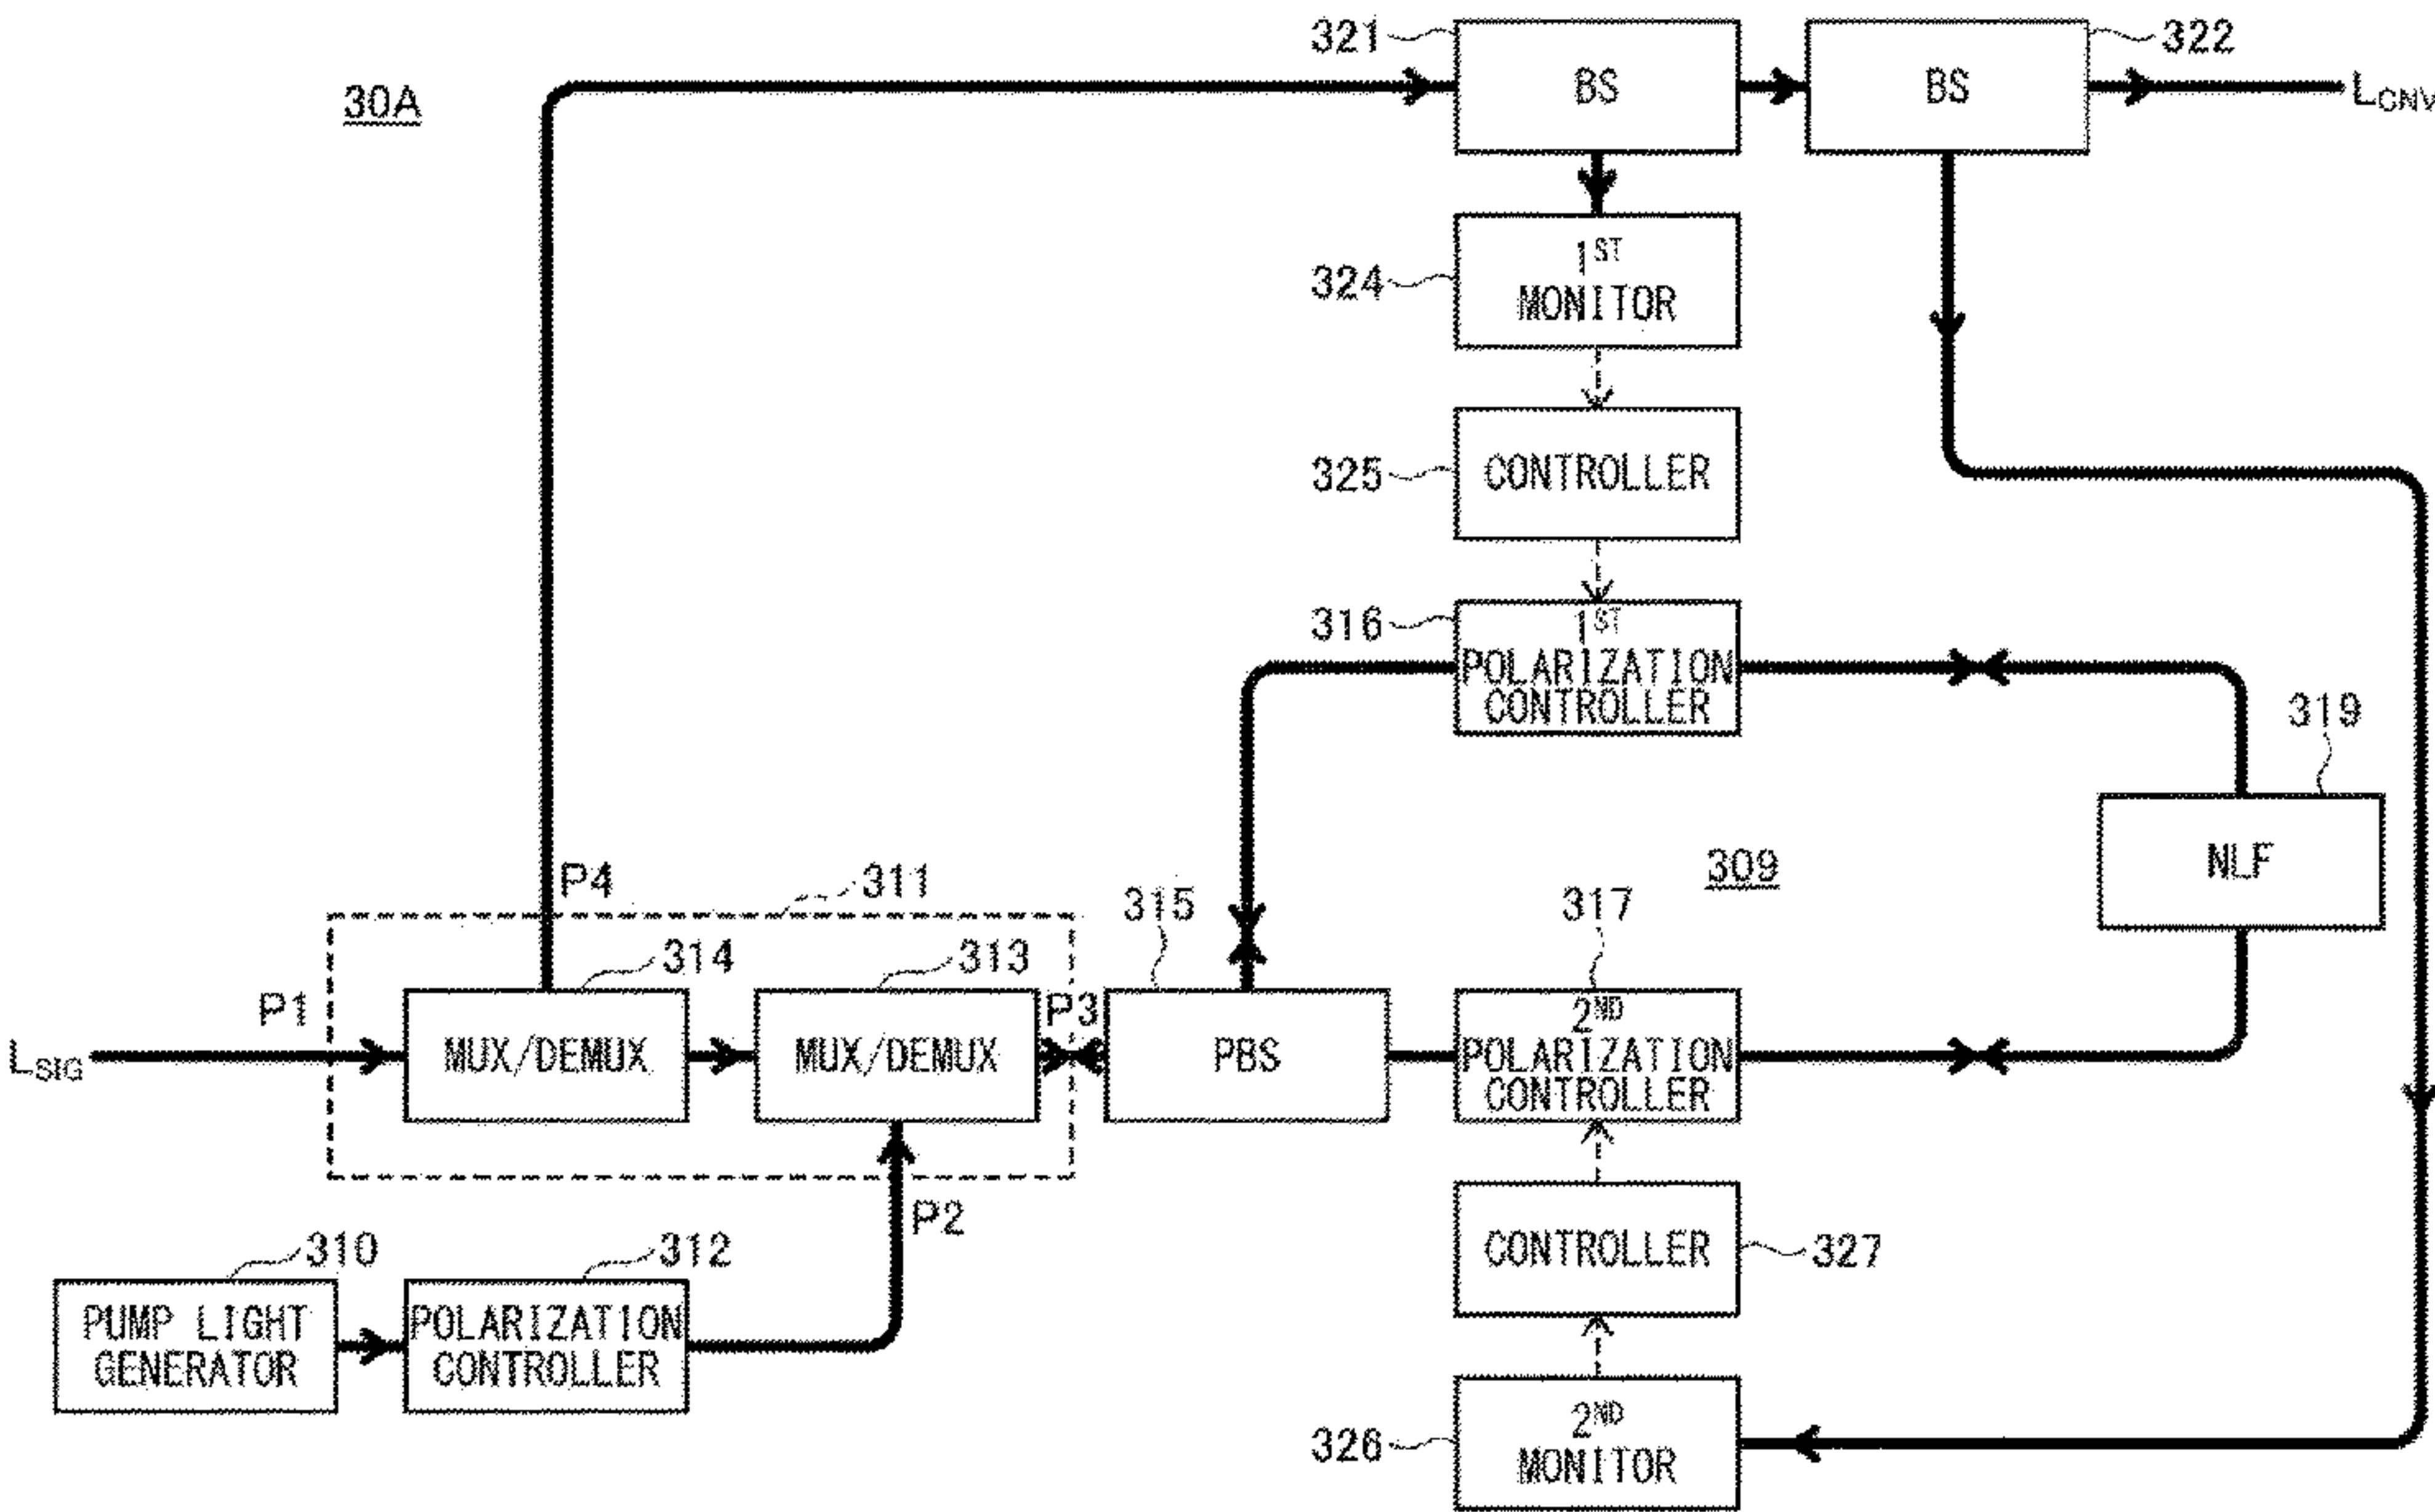 30A
321
BS
BS
322
LCNV
324
1ST
MONITOR
325
CONTROLLER
316
1ST
POLARIZATION
CONTROLLER
319
NLF
309
P4
311
315
317
314
313
P1
P3
LSIG
MUX/DEMUX
MUX/DEMUX
PBS
2ND
POLARIZATION
CONTROLLER
P2
310
312
CONTROLLER
327
PUMP LIGHT
GENERATOR
POLARIZATION
CONTROLLER
326
2ND
MONITOR